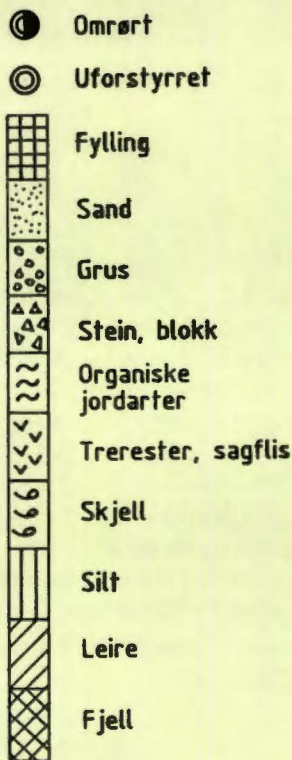 Omrørt
Uforstyrret
Fylling
Sand
Grus
Stein, blokk
Organiske
jordarter
Trerester, sagflis
Skjell
Silt
Leire
Fjell